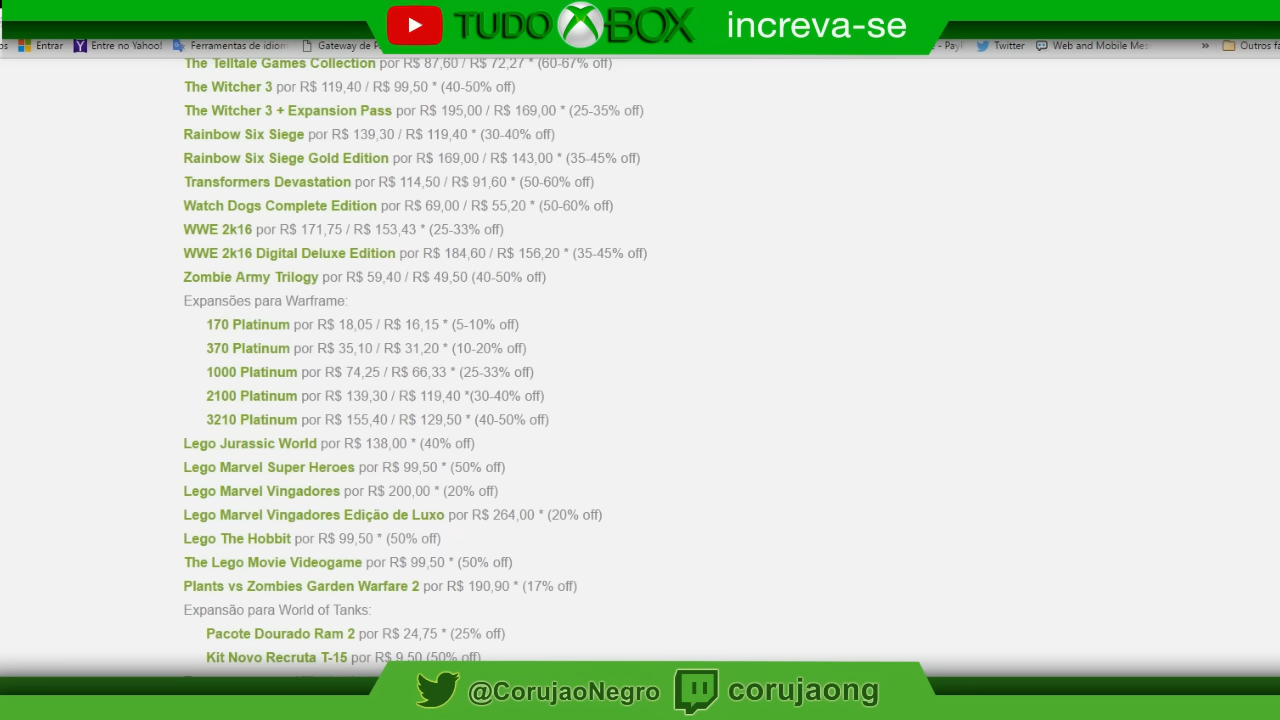 TUDO XBOX increva-se
Entrar Entre no Yahoo! Ferramentas de idiom Gateway de P - Payl Twitter Web and Mobile Mes » Outros fa
The Telltale Games Collection por R$ 87,60 / R$ 72,27 * (60-67% off)
The Witcher 3 por R$ 119,40 / R$ 99,50 * (40-50% off)
The Witcher 3 + Expansion Pass por R$ 195,00 / R$ 169,00 * (25-35% off)
Rainbow Six Siege por R$ 139,30 / R$ 119,40 * (30-40% off)
Rainbow Six Siege Gold Edition por R$ 169,00 / R$ 143,00 * (35-45% off)
Transformers Devastation por R$ 114,50 / R$ 91,60 * (50-60% off)
Watch Dogs Complete Edition por R$ 69,00 / R$ 55,20 * (50-60% off)
WWE 2k16 por R$ 171,75 / R$ 153,43 * (25-33% off)
WWE 2k16 Digital Deluxe Edition por R$ 184,60 / R$ 156,20 * (35-45% off)
Zombie Army Trilogy por R$ 59,40 / R$ 49,50 (40-50% off)
Expansões para Warframe:
170 Platinum por R$ 18,05 / R$ 16,15 * (5-10% off)
370 Platinum por R$ 35,10 / R$ 31,20 * (10-20% off)
1000 Platinum por R$ 74,25 / R$ 66,33 * (25-33% off)
2100 Platinum por R$ 139,30 / R$ 119,40 *(30-40% off)
3210 Platinum por R$ 155,40 / R$ 129,50 * (40-50% off)
Lego Jurassic World por R$ 138,00 * (40% off)
Lego Marvel Super Heroes por R$ 99,50 * (50% off)
Lego Marvel Vingadores por R$ 200,00 * (20% off)
Lego Marvel Vingadores Edição de Luxo por R$ 264,00 * (20% off)
Lego The Hobbit por R$ 99,50 * (50% off)
The Lego Movie Videogame por R$ 99,50 * (50% off)
Plants vs Zombies Garden Warfare 2 por R$ 190,90 * (17% off)
Expansão para World of Tanks:
Pacote Dourado Ram 2 por R$ 24,75 * (25% off)
Kit Novo Recruta T-15 por R$ 9,50 (50% off)
@CorujaoNegro corujaong